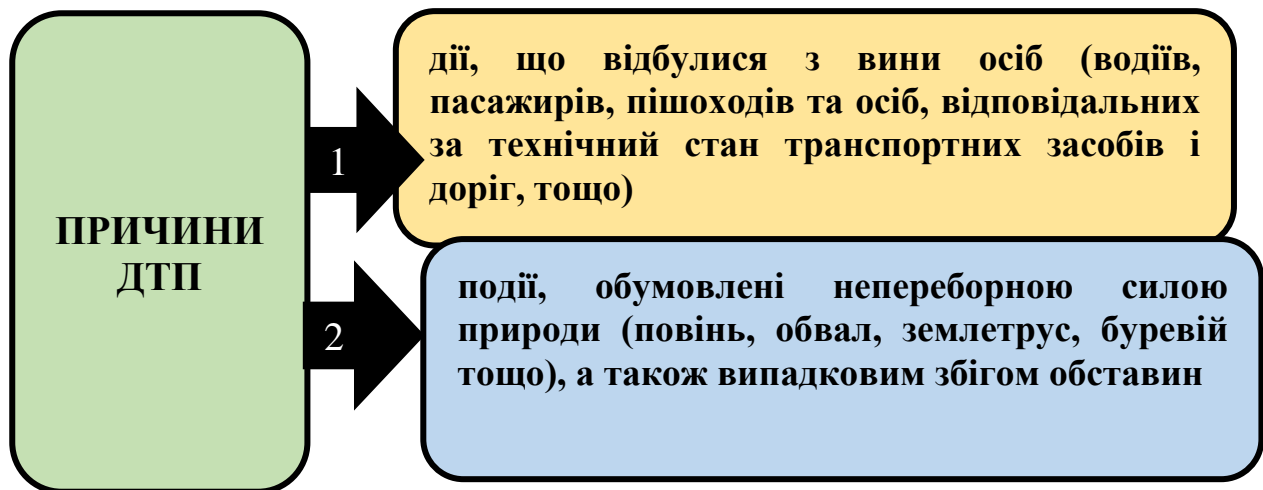 ПРИЧИНИ
ДТП
1
дії, що відбулися з вини осіб (водіїв,
пасажирів, пішоходів та осіб, відповідальних
за технічний стан транспортних засобів і
доріг, тощо)
2
події, обумовлені непереборною силою
природи (повінь, обвал, землетрус, буревій
тощо), а також випадковим збігом обставин